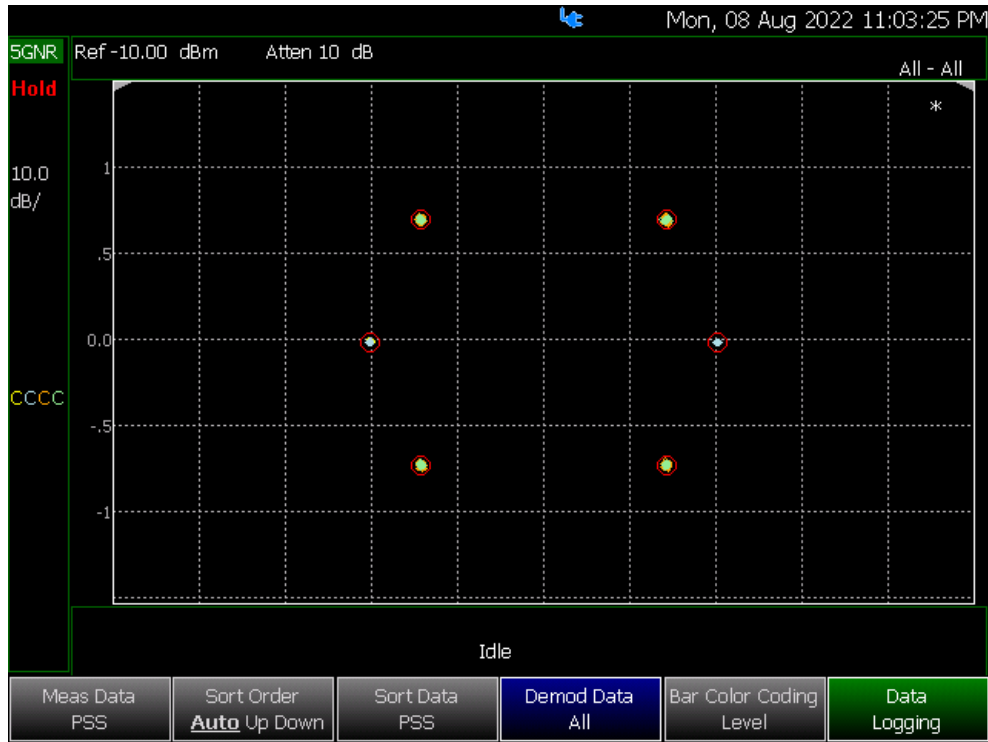 Mon, 08 Aug 2022 11:03:25 PM
5GNR Ref -10.00 dBm Atten 10 dB
All - All
Hold
*
10.0
dB/
1
.5
0.0
CCCC
-.5
-1
Idle
Meas Data Sort Order Sort Data Demod Data Bar Color Coding Data
PSS Auto Up Down PSS All Level Logging